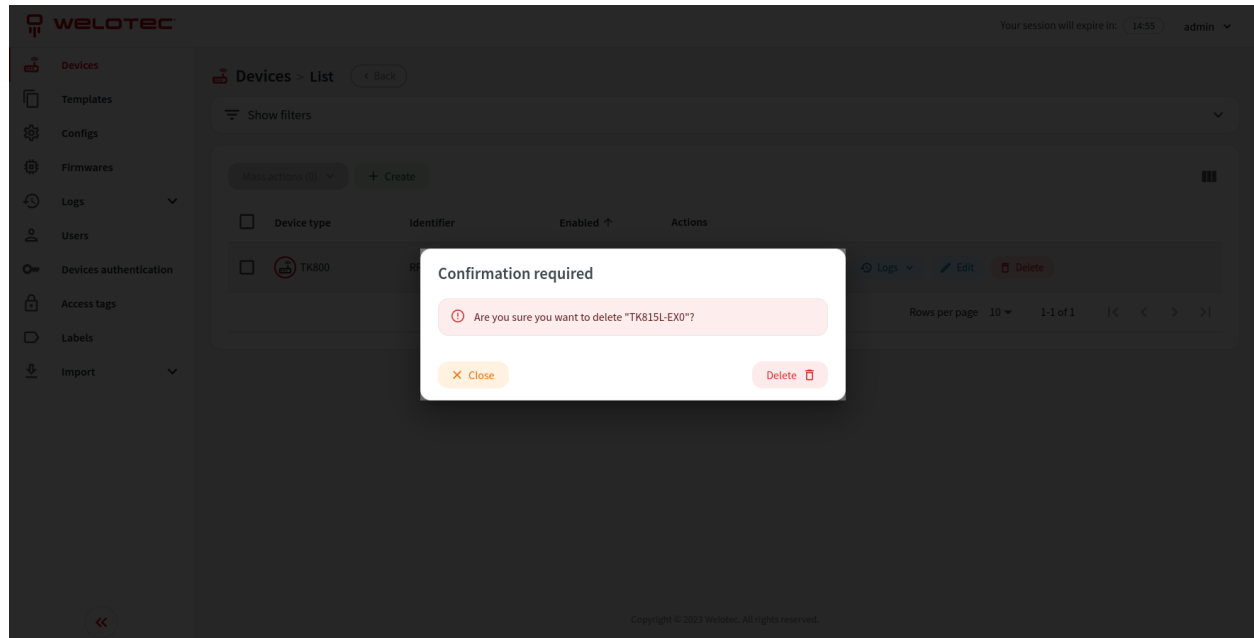 WELOTEC
Your session will expire in: 14:55 admin
Devices
Templates
Configs
Firmwares
Logs
Users
Devices authentication
Access tags
Labels
Import
Devices > List < Back
Show filters
Mass actions (0) + Create
Device type Identifier Enabled ↑ Actions
TK800 Logs Edit Delete
Rows per page 10 1-1 of 1
Confirmation required
Are you sure you want to delete "TK815L-EX0"?
Close Delete
Copyright © 2022 Welotec. All rights reserved